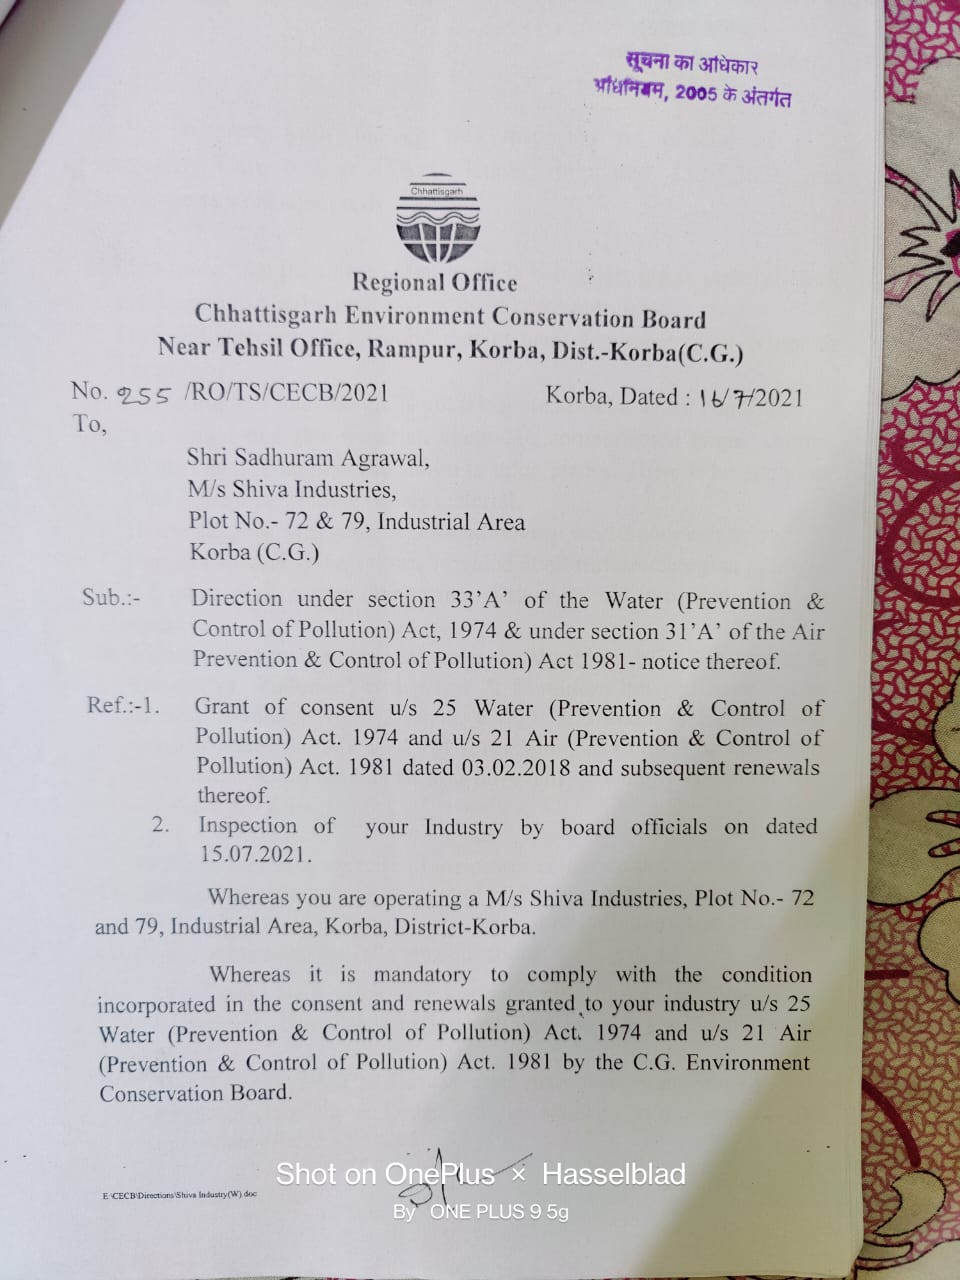 सूचना का अधिकार
अधिनियम, 2005 के अंतर्गत
Chhattisgarh
Regional Office
Chhattisgarh Environment Conservation Board
Near Tehsil Office, Rampur, Korba, Dist.-Korba(C.G.)
No. 255 /RO/TS/CECB/2021 Korba, Dated : 16/7/2021
To,
Shri Sadhuram Agrawal,
M/s Shiva Industries,
Plot No.- 72 & 79, Industrial Area
Korba (C.G.)
Sub.:- Direction under section 33'A' of the Water (Prevention &
Control of Pollution) Act, 1974 & under section 31'A' of the Air
Prevention & Control of Pollution) Act 1981- notice thereof.
Ref.:-1. Grant of consent u/s 25 Water (Prevention & Control of
Pollution) Act. 1974 and u/s 21 Air (Prevention & Control of
Pollution) Act. 1981 dated 03.02.2018 and subsequent renewals
thereof.
2. Inspection of your Industry by board officials on dated
15.07.2021.
Whereas you are operating a M/s Shiva Industries, Plot No.- 72
and 79, Industrial Area, Korba, District-Korba.
Whereas it is mandatory to comply with the condition
incorporated in the consent and renewals granted to your industry u/s 25
Water (Prevention & Control of Pollution) Act. 1974 and u/s 21 Air
(Prevention & Control of Pollution) Act. 1981 by the C.G. Environment
Conservation Board.
Shot on OnePlus × Hasselblad
E:\CECB\Directions\Shiva Industry(W).doc
By ONE PLUS 9 5g